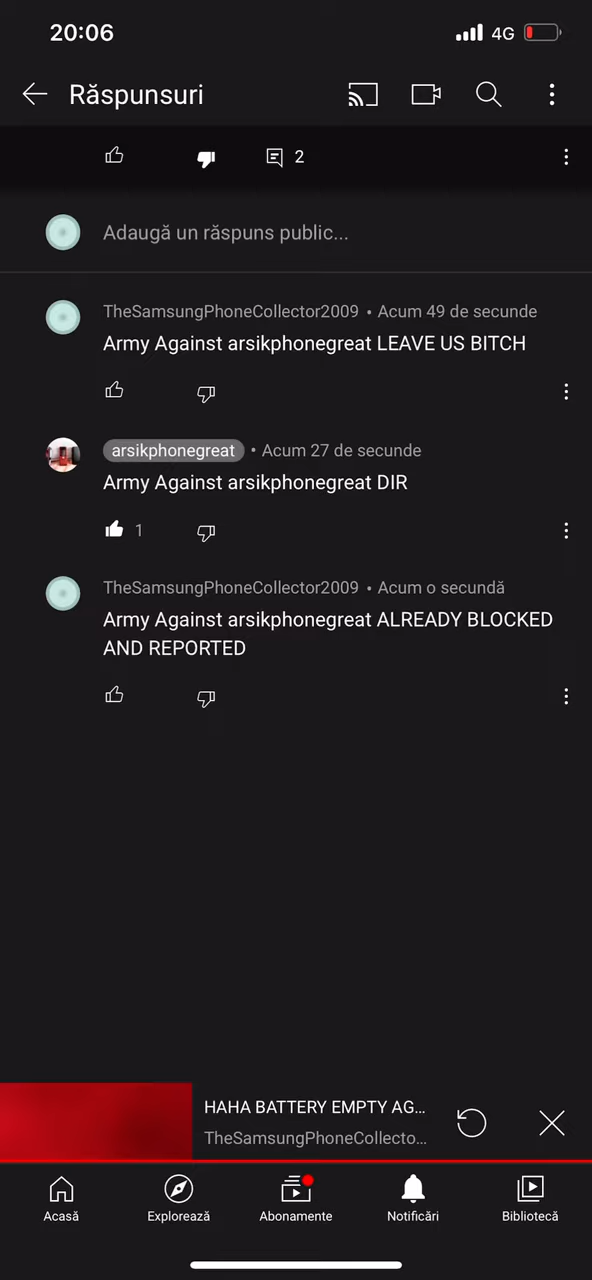 20:06
4G
Răspunsuri
2
Adaugă un răspuns public...
TheSamsungPhoneCollector2009 • Acum 49 de secunde
Army Against arsikphonegreat LEAVE US BITCH
arsikphonegreat • Acum 27 de secunde
Army Against arsikphonegreat DIR
1
TheSamsungPhoneCollector2009 • Acum o secundă
Army Against arsikphonegreat ALREADY BLOCKED
AND REPORTED
HAHA BATTERY EMPTY AG...
TheSamsungPhoneCollecto...
Acasă
Explorează
Abonamente
Notificări
Bibliotecă